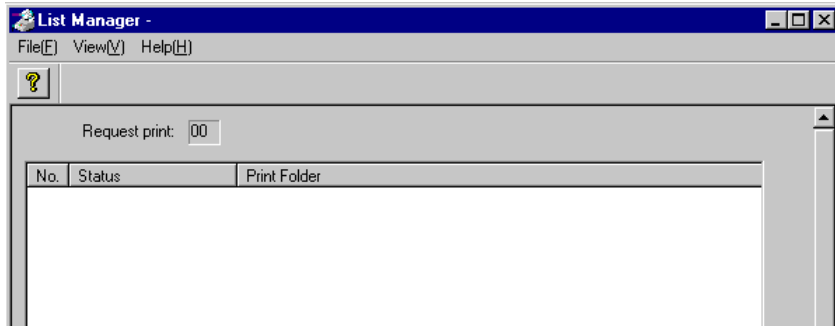 List Manager -
File(F) View(V) Help(H)
?
Request print: 00
No. Status Print Folder